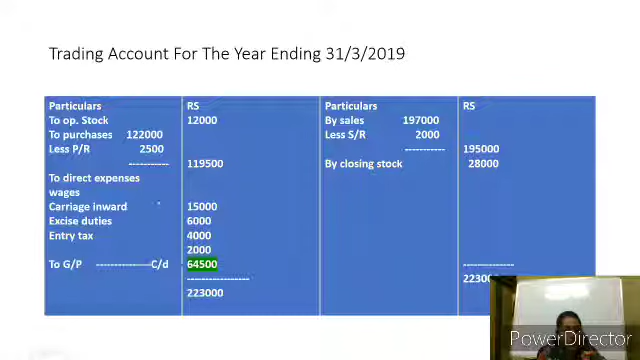 Trading Account For The Year Ending 31/3/2019
Particulars RS Particulars RS
To op. Stock 12000 By sales 197000
To purchases 122000 Less S/R 2000
Less P/R 2500 ----------- 195000
----------- 119500 By closing stock 28000
To direct expenses
wages
Carriage inward 15000
Excise duties 6000
Entry tax 4000
2000
To G/P ---------------C/d 64500 --------------
-----------------
223000
PowerDirector